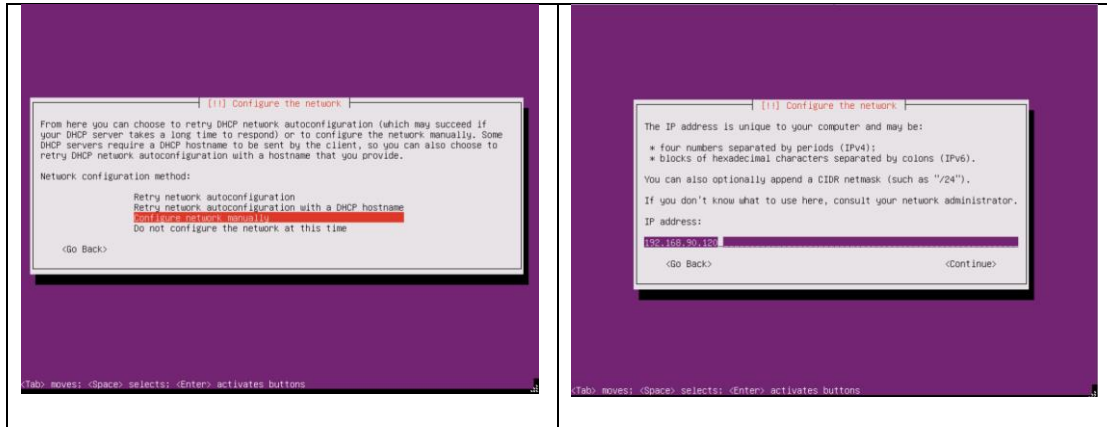 [!!] Configure the network
From here you can choose to retry DHCP network autoconfiguration (which may succeed if
your DHCP server takes a long time to respond) or to configure the network manually. Some
DHCP servers require a DHCP hostname to be sent by the client, so you can also choose to
retry DHCP network autoconfiguration with a hostname that you provide.
Network configuration method:
Retry network autoconfiguration
Retry network autoconfiguration with a DHCP hostname
Configure network manually
Do not configure the network at this time
<Go Back>
<Tab> moves; <Space> selects; <Enter> activates buttons
[!!] Configure the network
The IP address is unique to your computer and may be:
* four numbers separated by periods (IPv4);
* blocks of hexadecimal characters separated by colons (IPv6).
You can also optionally append a CIDR netmask (such as "/24").
If you don't know what to use here, consult your network administrator.
IP address:
192.168.90.120
<Go Back> <Continue>
<Tab> moves; <Space> selects; <Enter> activates buttons